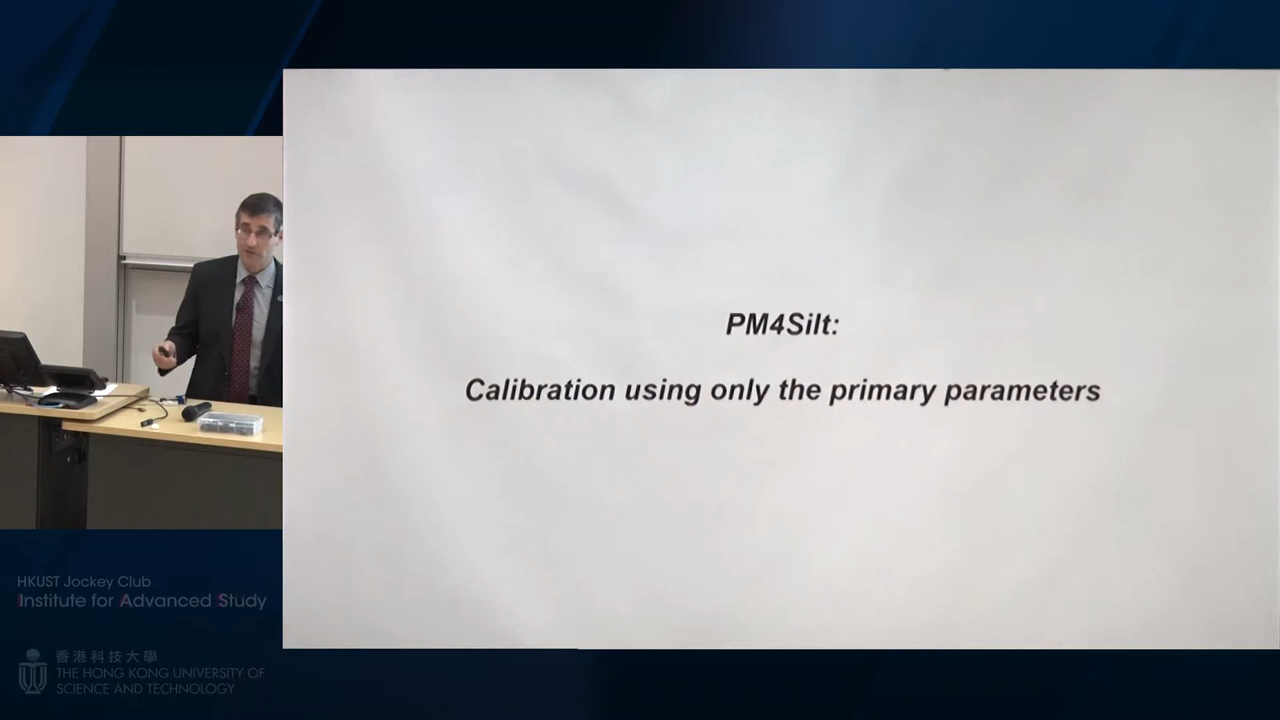 PM4Silt:
Calibration using only the primary parameters
HKUST Jockey Club
Institute for Advanced Study
香港科技大學
THE HONG KONG UNIVERSITY OF
SCIENCE AND TECHNOLOGY